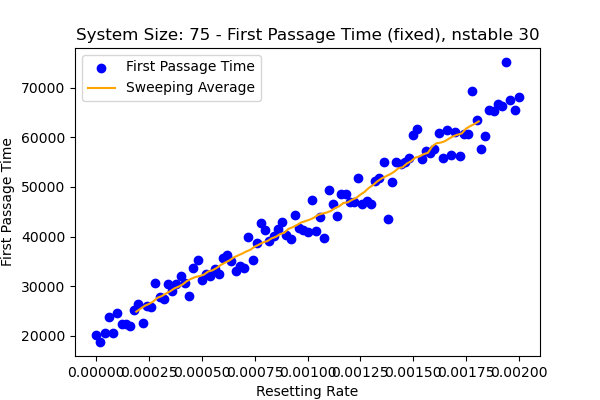 System Size: 75 - First Passage Time (fixed), nstable 30
First Passage Time
Sweeping Average
First Passage Time
70000
60000
50000
40000
30000
20000
0.00000 0.00025 0.00050 0.00075 0.00100 0.00125 0.00150 0.00175 0.00200
Resetting Rate